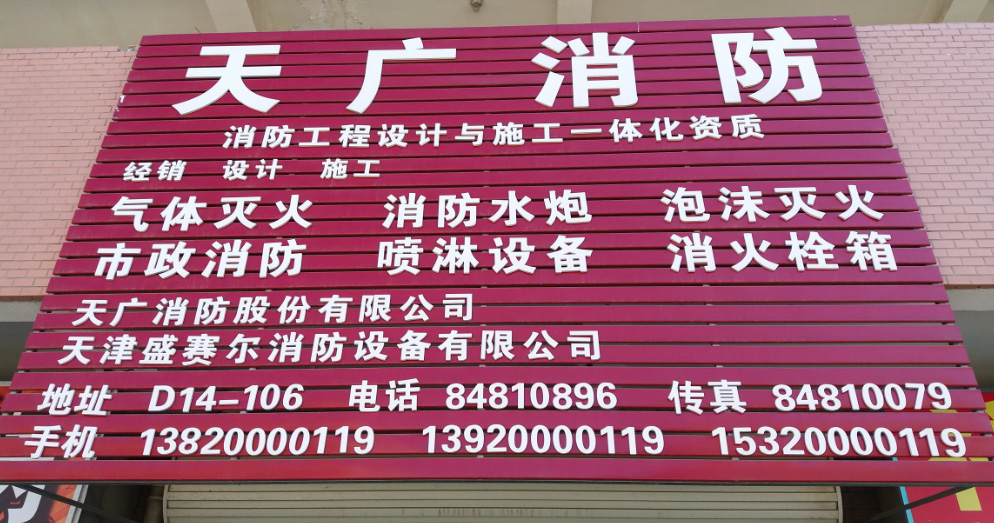 天广消防
消防工程设计与施工一体化资质
经销 设计 施工
气体灭火 消防水炮 泡沫灭火
市政消防 喷淋设备 消火栓箱
天广消防股份有限公司
天津盛赛尔消防设备有限公司
地址 D14-106 电话 84810896 传真 84810079
手机 13820000119 13920000119 15320000119